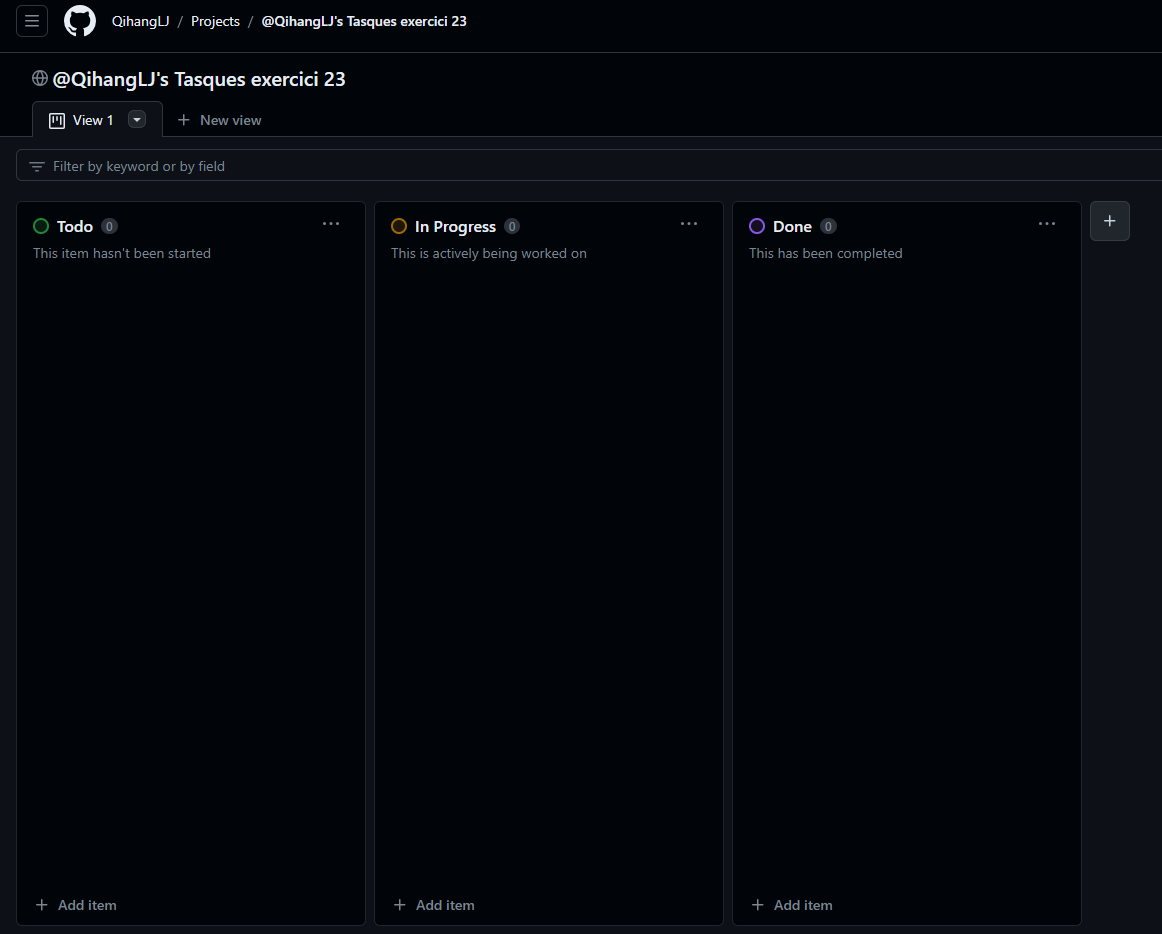 QihangLJ / Projects / @QihangLJ's Tasques exercici 23
@QihangLJ's Tasques exercici 23
View 1 New view
Filter by keyword or by field
Todo 0
This item hasn't been started
In Progress 0
This is actively being worked on
Done 0
This has been completed
Add item
Add item
Add item